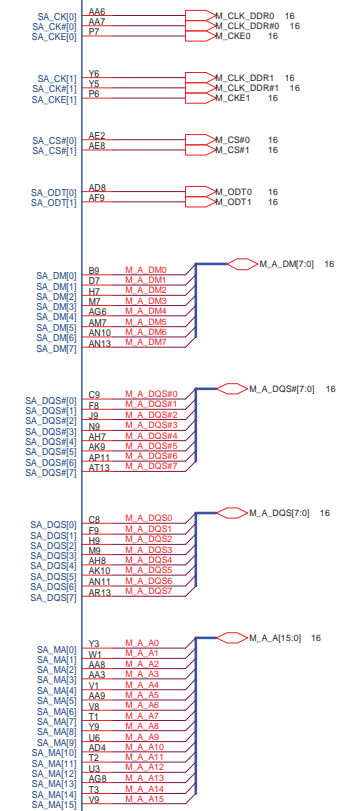 SA_CK[0] AA6 M_CLK_DDR0 16
SA_CK#[0] AA7 M_CLK_DDR#0 16
SA_CKE[0] P7 M_CKE0 16
SA_CK[1] Y6 M_CLK_DDR1 16
SA_CK#[1] Y5 M_CLK_DDR#1 16
SA_CKE[1] P6 M_CKE1 16
SA_CS#[0] AE2 M_CS#0 16
SA_CS#[1] AE8 M_CS#1 16
SA_ODT[0] AD8 M_ODT0 16
SA_ODT[1] AF9 M_ODT1 16
M_A_DM[7:0] 16
SA_DM[0] B9 M_A_DM0
SA_DM[1] D7 M_A_DM1
SA_DM[2] H7 M_A_DM2
SA_DM[3] M7 M_A_DM3
SA_DM[4] AG6 M_A_DM4
SA_DM[5] AM7 M_A_DM5
SA_DM[6] AN10 M_A_DM6
SA_DM[7] AN13 M_A_DM7
M_A_DQS#[7:0] 16
SA_DQS#[0] C9 M_A_DQS#0
SA_DQS#[1] F8 M_A_DQS#1
SA_DQS#[2] J9 M_A_DQS#2
SA_DQS#[3] N9 M_A_DQS#3
SA_DQS#[4] AH7 M_A_DQS#4
SA_DQS#[5] AK9 M_A_DQS#5
SA_DQS#[6] AP11 M_A_DQS#6
SA_DQS#[7] AT13 M_A_DQS#7
M_A_DQS[7:0] 16
SA_DQS[0] C8 M_A_DQS0
SA_DQS[1] F9 M_A_DQS1
SA_DQS[2] H9 M_A_DQS2
SA_DQS[3] M9 M_A_DQS3
SA_DQS[4] AH8 M_A_DQS4
SA_DQS[5] AK10 M_A_DQS5
SA_DQS[6] AN11 M_A_DQS6
SA_DQS[7] AR13 M_A_DQS7
M_A_A[15:0] 16
SA_MA[0] Y3 M_A_A0
SA_MA[1] W1 M_A_A1
SA_MA[2] AA8 M_A_A2
SA_MA[3] AA3 M_A_A3
SA_MA[4] V1 M_A_A4
SA_MA[5] AA9 M_A_A5
SA_MA[6] V8 M_A_A6
SA_MA[7] T1 M_A_A7
SA_MA[8] Y9 M_A_A8
SA_MA[9] U6 M_A_A9
SA_MA[10] AD4 M_A_A10
SA_MA[11] T2 M_A_A11
SA_MA[12] U3 M_A_A12
SA_MA[13] AG8 M_A_A13
SA_MA[14] T3 M_A_A14
SA_MA[15] V9 M_A_A15